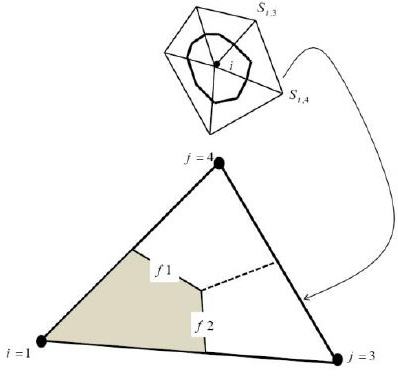 S_{i,3}
i
S_{i,4}
j = 4
f 1
f 2
i = 1
j = 3